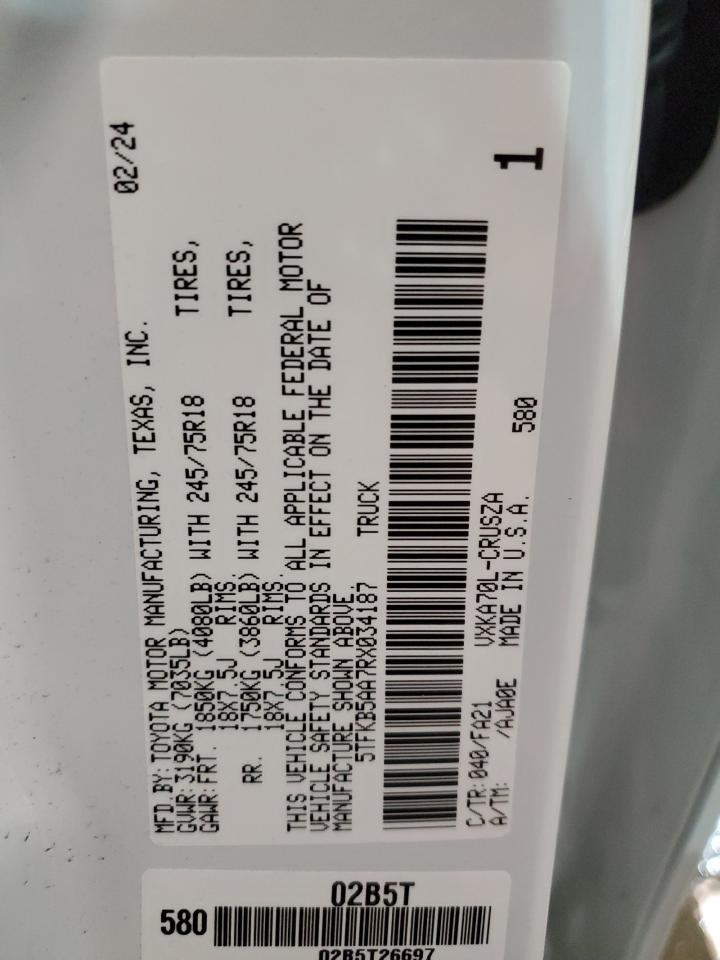 MFD.BY:TOYOTA MOTOR MANUFACTURING, TEXAS, INC. 02/24
GVWR:3190KG (7035LB)
GAWR:FRT. 1850KG (4080LB) WITH 245/75R18 TIRES,
18X7.5J RIMS.
RR. 1750KG (3860LB) WITH 245/75R18 TIRES,
18X7.5J RIMS.
THIS VEHICLE CONFORMS TO ALL APPLICABLE FEDERAL MOTOR
VEHICLE SAFETY STANDARDS IN EFFECT ON THE DATE OF
MANUFACTURE SHOWN ABOVE.
5TFKB5AA7RX034187 TRUCK
C/TR:040/FA21 VXKA70L-CRUSZA
A/TM: /AJA0E MADE IN U.S.A. 580
1
02B5T
580
02B5T26697